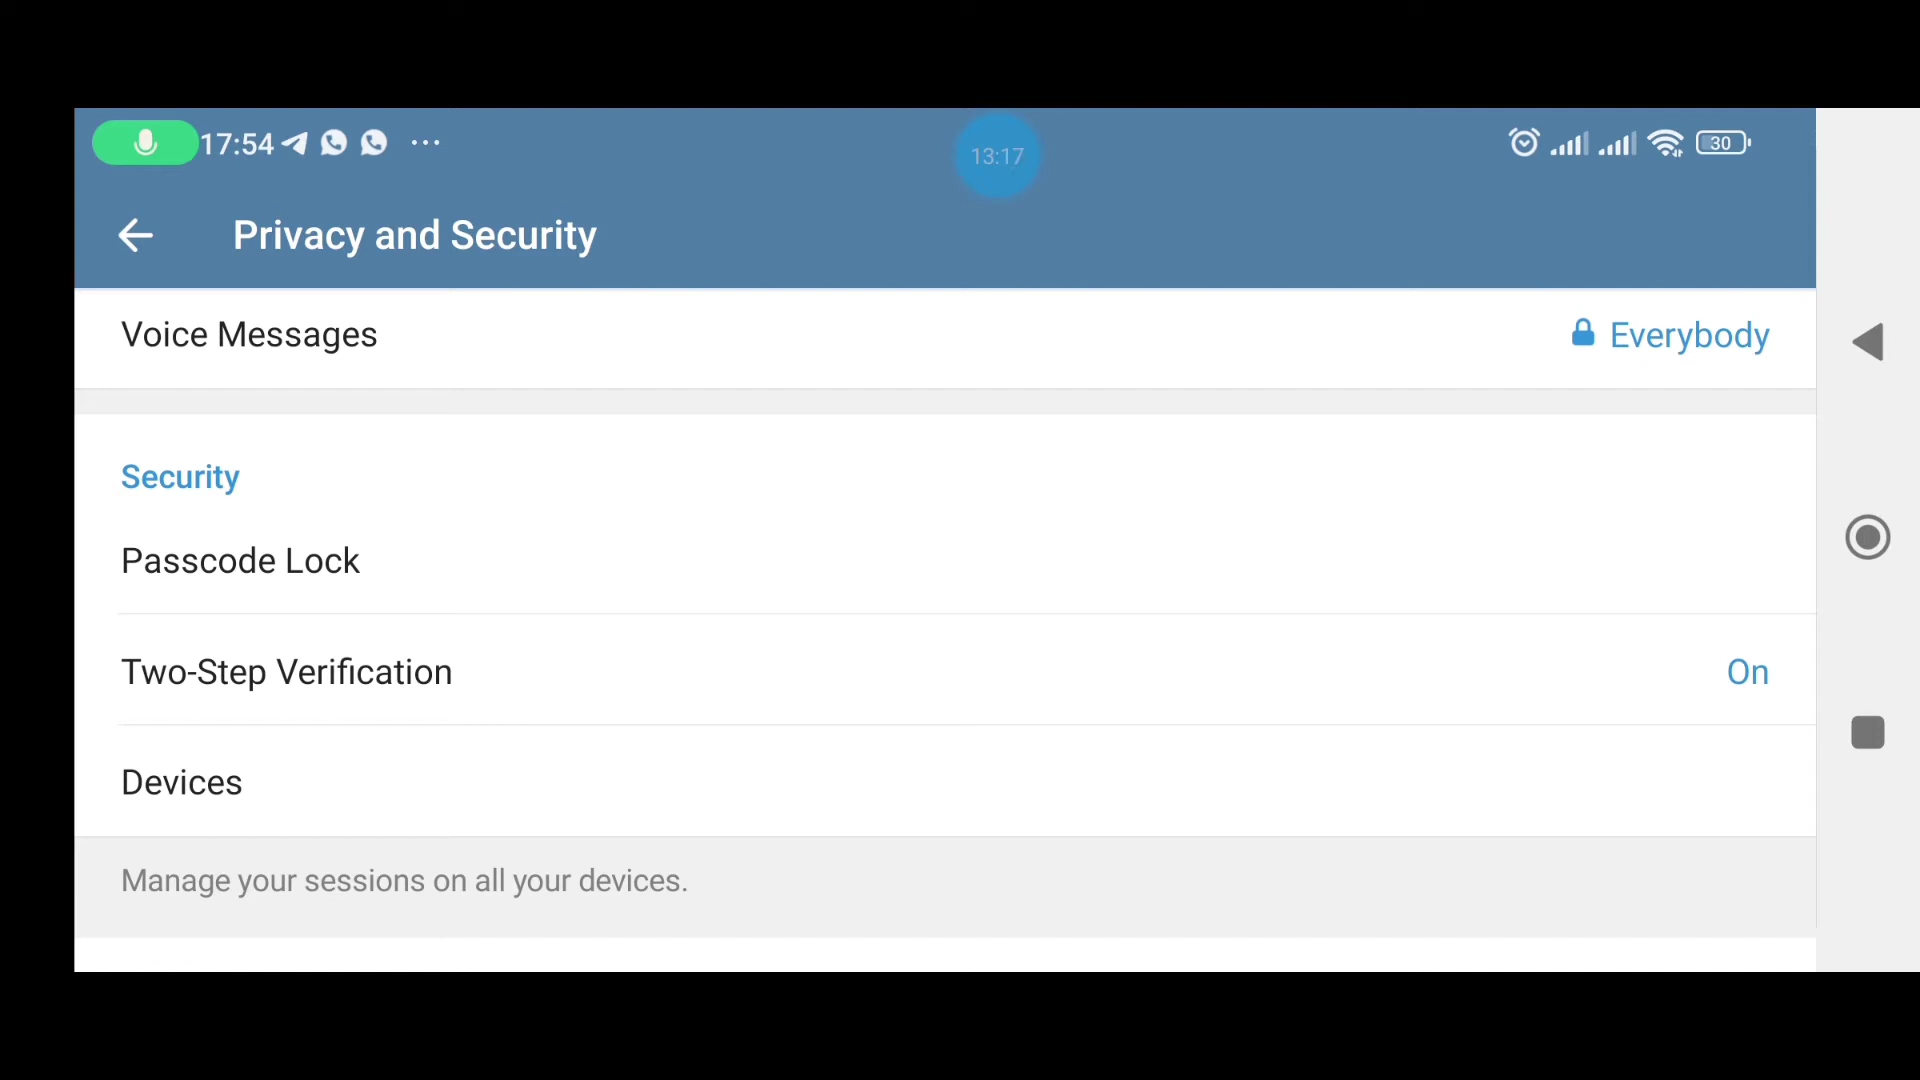 17:54 ...
13:17
30
Privacy and Security
Voice Messages Everybody
Security
Passcode Lock
Two-Step Verification On
Devices
Manage your sessions on all your devices.